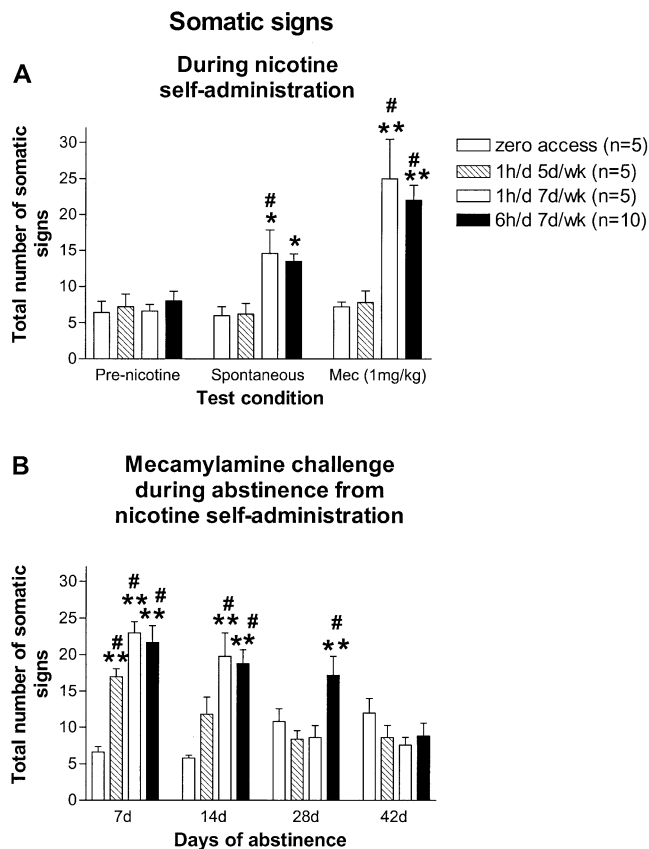 Somatic signs
A
During nicotine
self-administration
Total number of somatic
signs
30
25
20
15
10
5
0
#
*
*
#
**
#
**
Pre-nicotine
Spontaneous
Mec (1mg/kg)
Test condition
zero access (n=5)
1h/d 5d/wk (n=5)
1h/d 7d/wk (n=5)
6h/d 7d/wk (n=10)
B
Mecamylamine challenge
during abstinence from
nicotine self-administration
Total number of somatic
signs
30
25
20
15
10
5
0
#
**
#
**
#
**
#
**
#
**
#
**
7d
14d
28d
42d
Days of abstinence